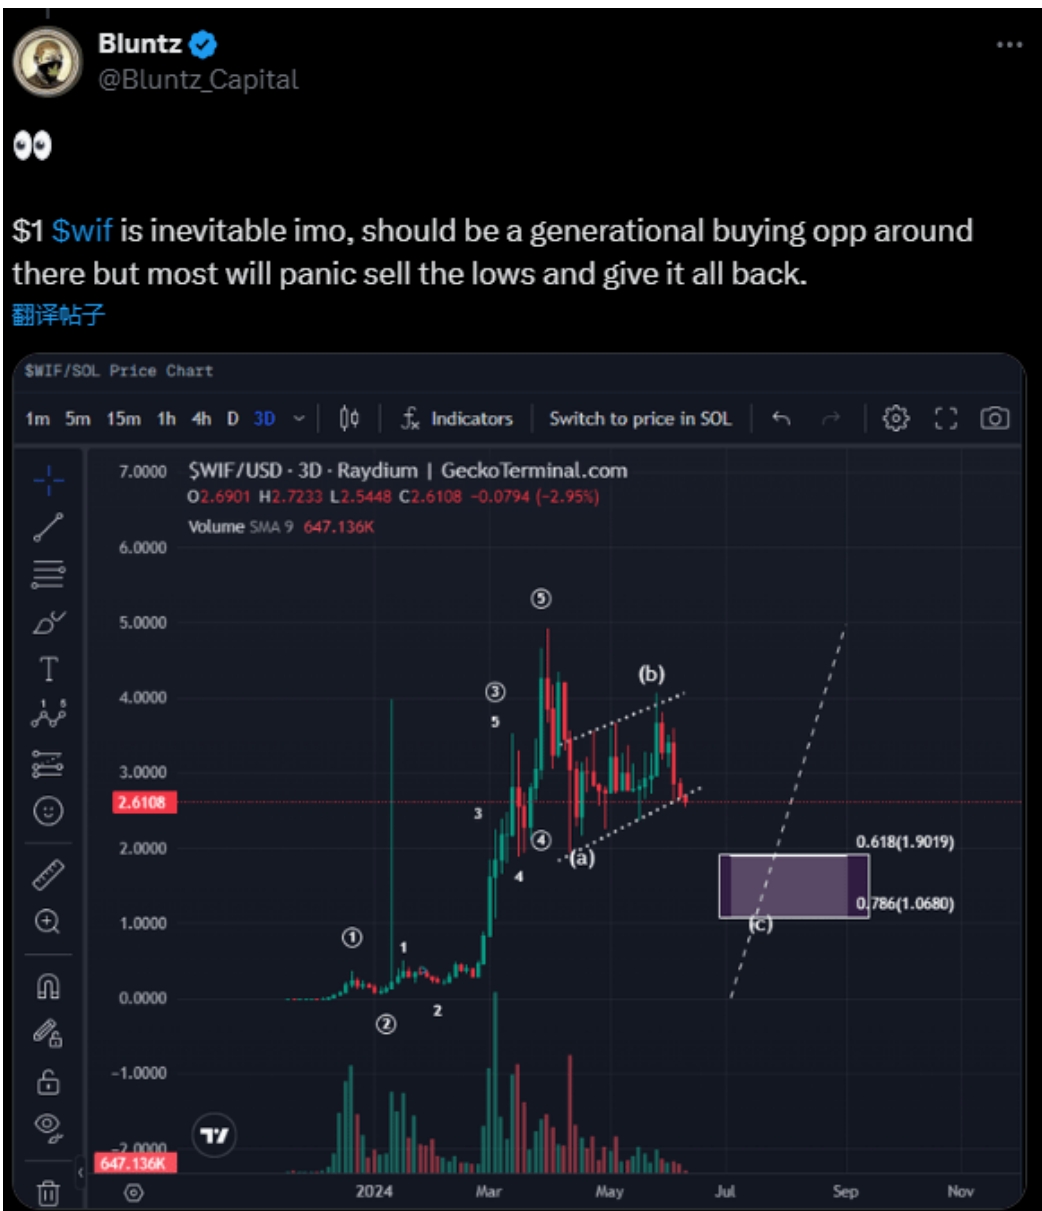 Bluntz
@Bluntz_Capital
$1 $wif is inevitable imo, should be a generational buying opp around
there but most will panic sell the lows and give it all back.
翻译帖子
$WIF/SOL Price Chart
1m 5m 15m 1h 4h D 3D fx Indicators Switch to price in SOL
$WIF/USD · 3D · Raydium | GeckoTerminal.com
O2.6901 H2.7233 L2.5448 C2.6108 −0.0794 (−2.95%)
Volume SMA 9 647.136K
7.0000
6.0000
5.0000
4.0000
3.0000
2.6108
2.0000
1.0000
0.0000
−1.0000
−2.0000
647.136K
⑤
(b)
③
5
3
④
(a)
4
0.618(1.9019)
0.786(1.0680)
(c)
①
1
2
②
T
1 5
2024 Mar May Jul Sep Nov